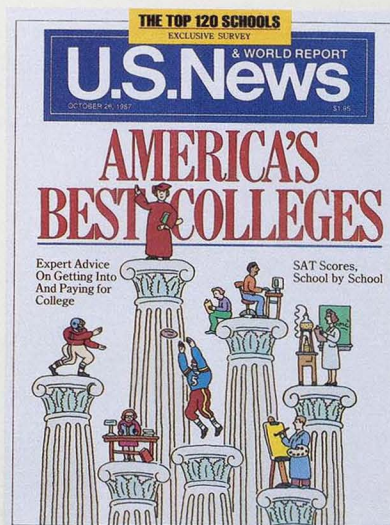 THE TOP 120 SCHOOLS
EXCLUSIVE SURVEY
U.S.News
& WORLD REPORT
OCTOBER 26, 1987
$1.95
AMERICA'S
BEST COLLEGES
Expert Advice
On Getting Into
And Paying for
College
SAT Scores,
School by School
5